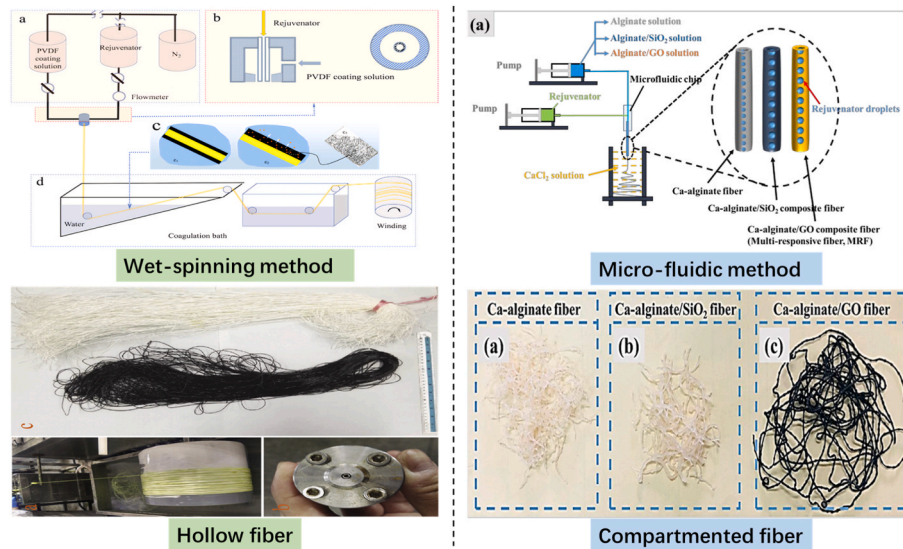 a
PVDF
coating
solution
Rejuvenator
N₂
Flowmeter
b
Rejuvenator
PVDF coating solution
c
d
Water
Coagulation bath
Winding
Wet-spinning method
C
Hollow fiber
(a)
Alginate solution
Alginate/SiO₂ solution
Alginate/GO solution
Pump
Microfluidic chip
Pump
Rejuvenator
Rejuvenator droplets
CaCl₂ solution
Ca-alginate fiber
Ca-alginate/SiO₂ composite fiber
Ca-alginate/GO composite fiber
(Multi-responsive fiber, MRF)
Micro-fluidic method
Ca-alginate fiber
(a)
Ca-alginate/SiO₂ fiber
(b)
Ca-alginate/GO fiber
(c)
Compartmented fiber